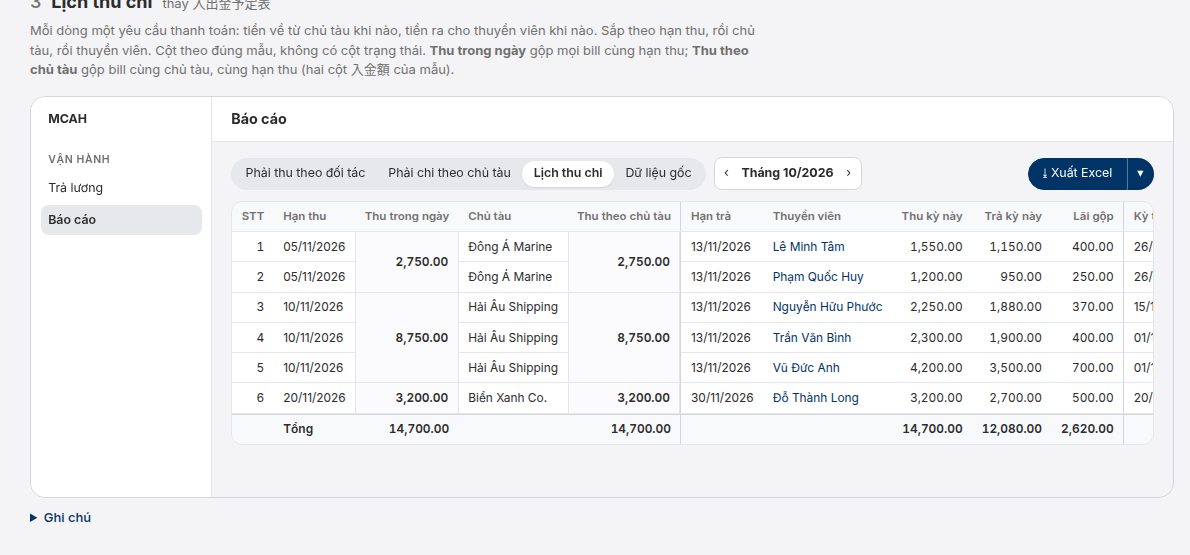 3 Lịch thu chi thay 入出金予定表
Mỗi dòng một yêu cầu thanh toán: tiền về từ chủ tàu khi nào, tiền ra cho thuyền viên khi nào. Sắp theo hạn thu, rồi chủ
tàu, rồi thuyền viên. Cột theo đúng mẫu, không có cột trạng thái. Thu trong ngày gộp mọi bill cùng hạn thu; Thu theo
chủ tàu gộp bill cùng chủ tàu, cùng hạn thu (hai cột 入金額 của mẫu).
MCAH
Báo cáo
VẬN HÀNH
Trả lương
Báo cáo
Phải thu theo đối tác Phải chi theo chủ tàu Lịch thu chi Dữ liệu gốc ‹ Tháng 10/2026 › ↓ Xuất Excel ▼
STT Hạn thu Thu trong ngày Chủ tàu Thu theo chủ tàu Hạn trả Thuyền viên Thu kỳ này Trả kỳ này Lãi gộp Kỳ
1 05/11/2026 2,750.00 Đông Á Marine 2,750.00 13/11/2026 Lê Minh Tâm 1,550.00 1,150.00 400.00 26/
2 05/11/2026 Đông Á Marine 13/11/2026 Phạm Quốc Huy 1,200.00 950.00 250.00 26/
3 10/11/2026 8,750.00 Hải Âu Shipping 8,750.00 13/11/2026 Nguyễn Hữu Phước 2,250.00 1,880.00 370.00 15/
4 10/11/2026 Hải Âu Shipping 13/11/2026 Trần Văn Bình 2,300.00 1,900.00 400.00 01/
5 10/11/2026 Hải Âu Shipping 13/11/2026 Vũ Đức Anh 4,200.00 3,500.00 700.00 01/
6 20/11/2026 3,200.00 Biển Xanh Co. 3,200.00 30/11/2026 Đỗ Thành Long 3,200.00 2,700.00 500.00 20/
Tổng 14,700.00 14,700.00 14,700.00 12,080.00 2,620.00
▶ Ghi chú